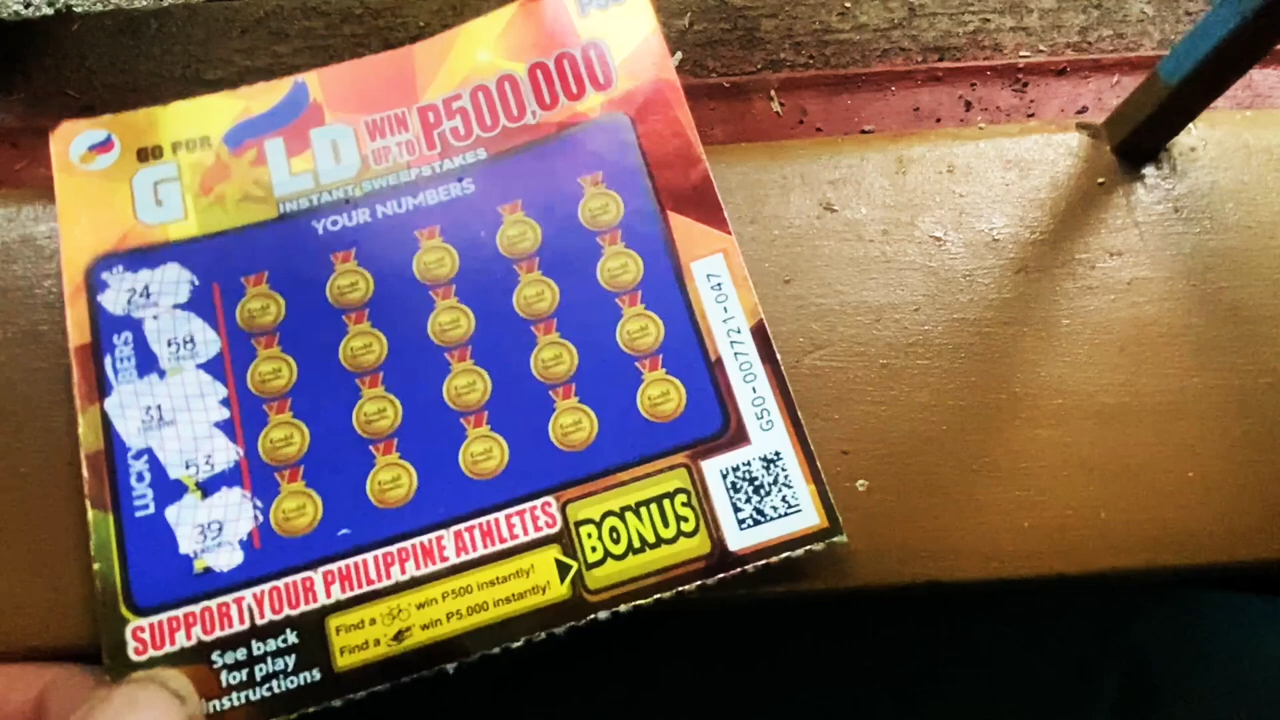 GO FOR
G LD
WIN
UP TO
P500,000
INSTANT SWEEPSTAKES
YOUR NUMBERS
LUCKY BERS
24
58
31
53
39
G50-007721-047
SUPPORT YOUR PHILIPPINE ATHLETES
BONUS
Find a win P500 instantly!
Find a win P5,000 instantly!
See back
for play
instructions